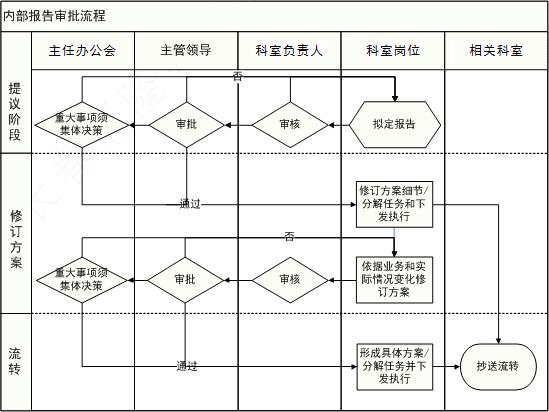 内部报告审批流程
主任办公会
主管领导
科室负责人
科室岗位
相关科室
提议阶段
否
重大事项须
集体决策
审批
审核
拟定报告
修订方案
通过
修订方案细节/
分解任务和下
发执行
否
重大事项须
集体决策
审批
审核
依据业务和实
际情况变化修
订方案
流转
通过
形成具体方案/
分解任务并下
发执行
抄送流转